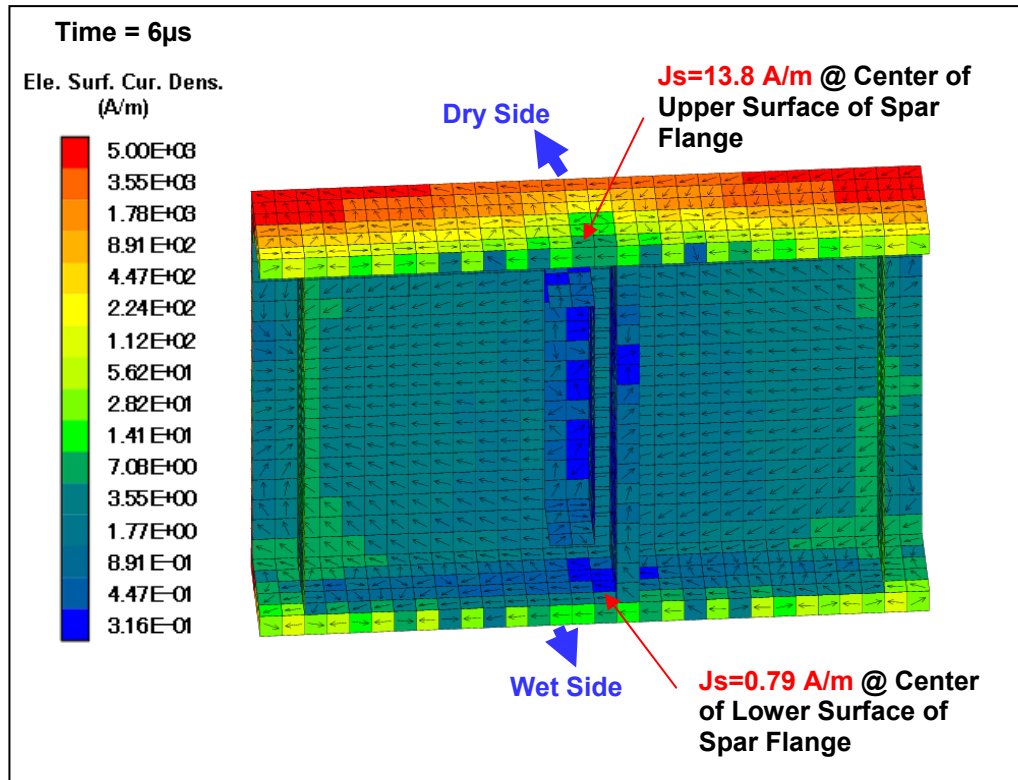 Time = 6µs
Ele. Surf. Cur. Dens.
(A/m)
5.00E+03
3.55E+03
1.78E+03
8.91E+02
4.47E+02
2.24E+02
1.12E+02
5.62E+01
2.82E+01
1.41E+01
7.08E+00
3.55E+00
1.77E+00
8.91E-01
4.47E-01
3.16E-01
Dry Side
Js=13.8 A/m @ Center of
Upper Surface of Spar
Flange
Wet Side
Js=0.79 A/m @ Center
of Lower Surface of
Spar Flange